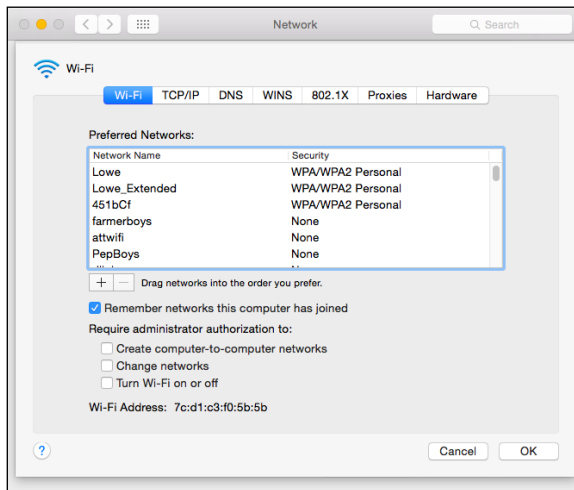 Network
Search
Wi-Fi
Wi-Fi TCP/IP DNS WINS 802.1X Proxies Hardware
Preferred Networks:
Network Name Security
Lowe WPA/WPA2 Personal
Lowe_Extended WPA/WPA2 Personal
451bCf WPA/WPA2 Personal
farmerboys None
attwifi None
PepBoys None
+ − Drag networks into the order you prefer.
Remember networks this computer has joined
Require administrator authorization to:
Create computer-to-computer networks
Change networks
Turn Wi-Fi on or off
Wi-Fi Address: 7c:d1:c3:f0:5b:5b
? Cancel OK